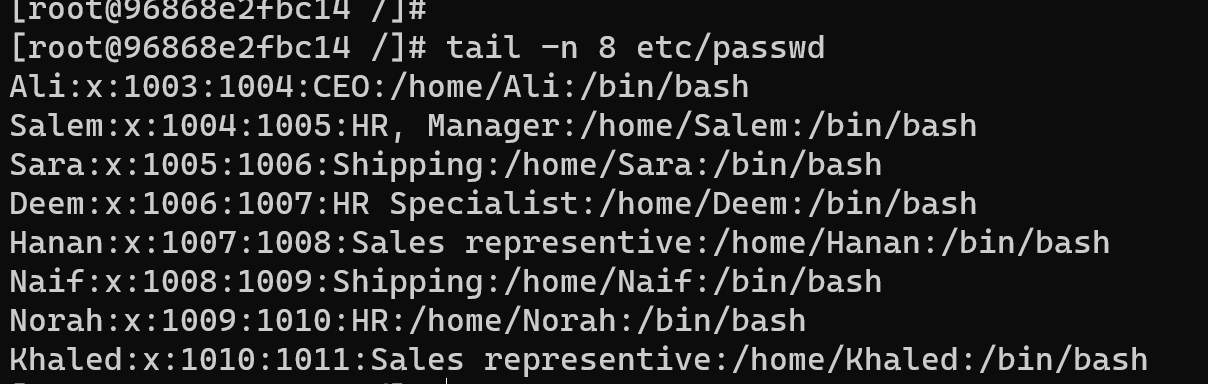 [root@96868e2fbc14 /]#
[root@96868e2fbc14 /]# tail -n 8 etc/passwd
Ali:x:1003:1004:CEO:/home/Ali:/bin/bash
Salem:x:1004:1005:HR, Manager:/home/Salem:/bin/bash
Sara:x:1005:1006:Shipping:/home/Sara:/bin/bash
Deem:x:1006:1007:HR Specialist:/home/Deem:/bin/bash
Hanan:x:1007:1008:Sales representive:/home/Hanan:/bin/bash
Naif:x:1008:1009:Shipping:/home/Naif:/bin/bash
Norah:x:1009:1010:HR:/home/Norah:/bin/bash
Khaled:x:1010:1011:Sales representive:/home/Khaled:/bin/bash